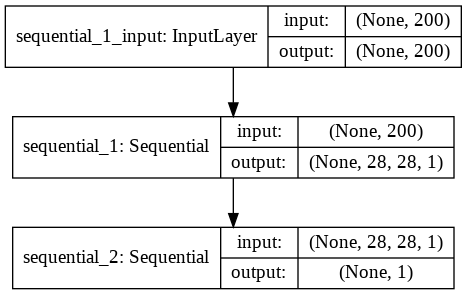 sequential_1_input: InputLayer input: (None, 200)
output: (None, 200)
sequential_1: Sequential input: (None, 200)
output: (None, 28, 28, 1)
sequential_2: Sequential input: (None, 28, 28, 1)
output: (None, 1)